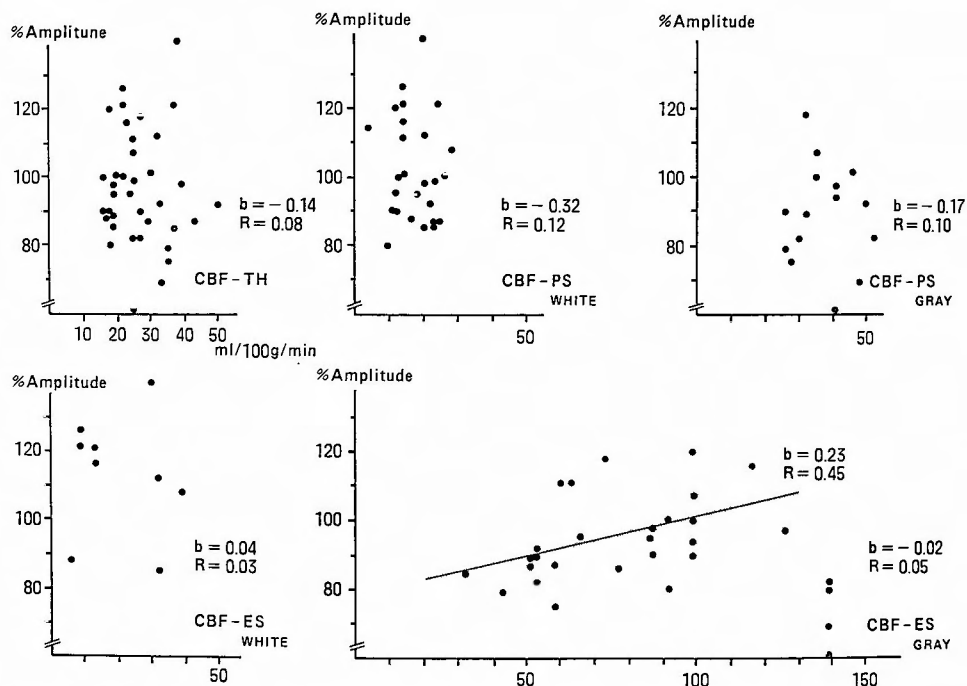 %Amplitune
120
100
80
b = -0.14
R = 0.08
CBF-TH
10 20 30 40 50
ml/100g/min
%Amplitude
120
100
80
b = -0.32
R = 0.12
CBF-PS
WHITE
50
%Amplitude
120
100
80
b = -0.17
R = 0.10
CBF-PS
GRAY
50
%Amplitude
120
100
80
b = 0.04
R = 0.03
CBF-ES
WHITE
50
%Amplitude
120
100
80
b = 0.23
R = 0.45
b = -0.02
R = 0.05
CBF-ES
GRAY
50 100 150